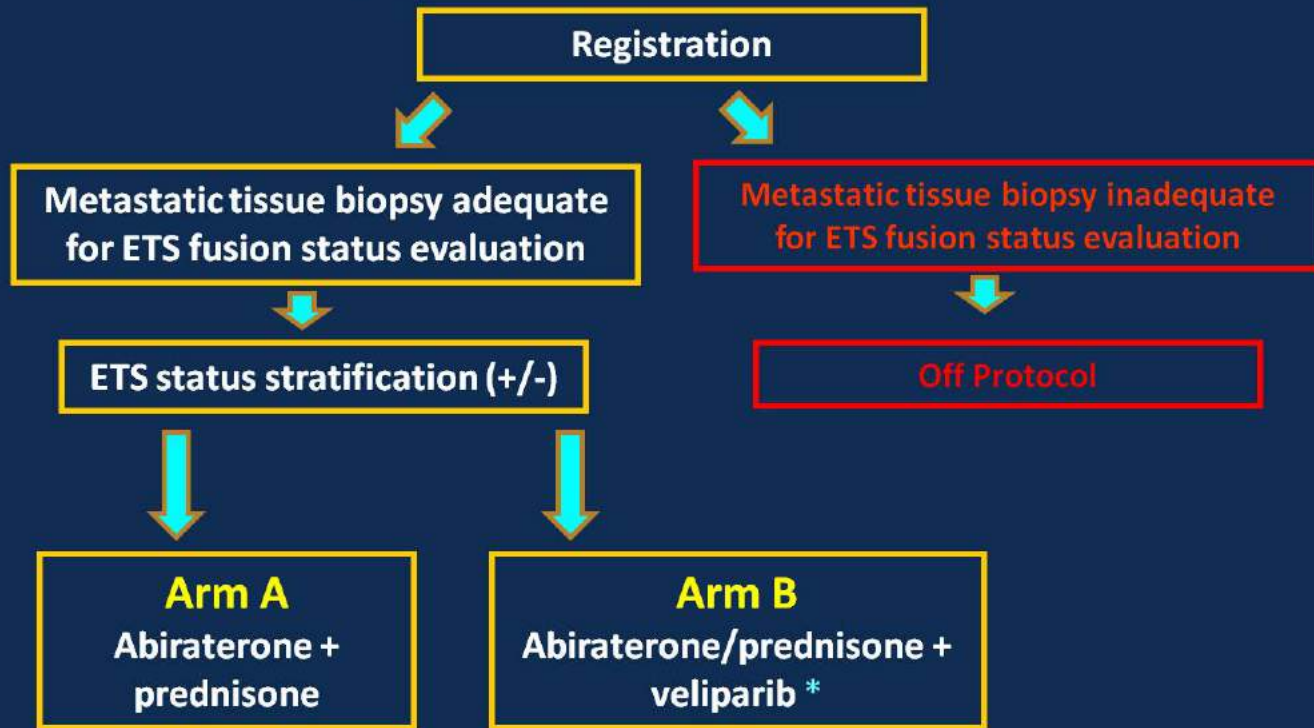 Registration
Metastatic tissue biopsy adequate
for ETS fusion status evaluation
Metastatic tissue biopsy inadequate
for ETS fusion status evaluation
ETS status stratification (+/-)
Off Protocol
Arm A
Abiraterone +
prednisone
Arm B
Abiraterone/prednisone +
veliparib *